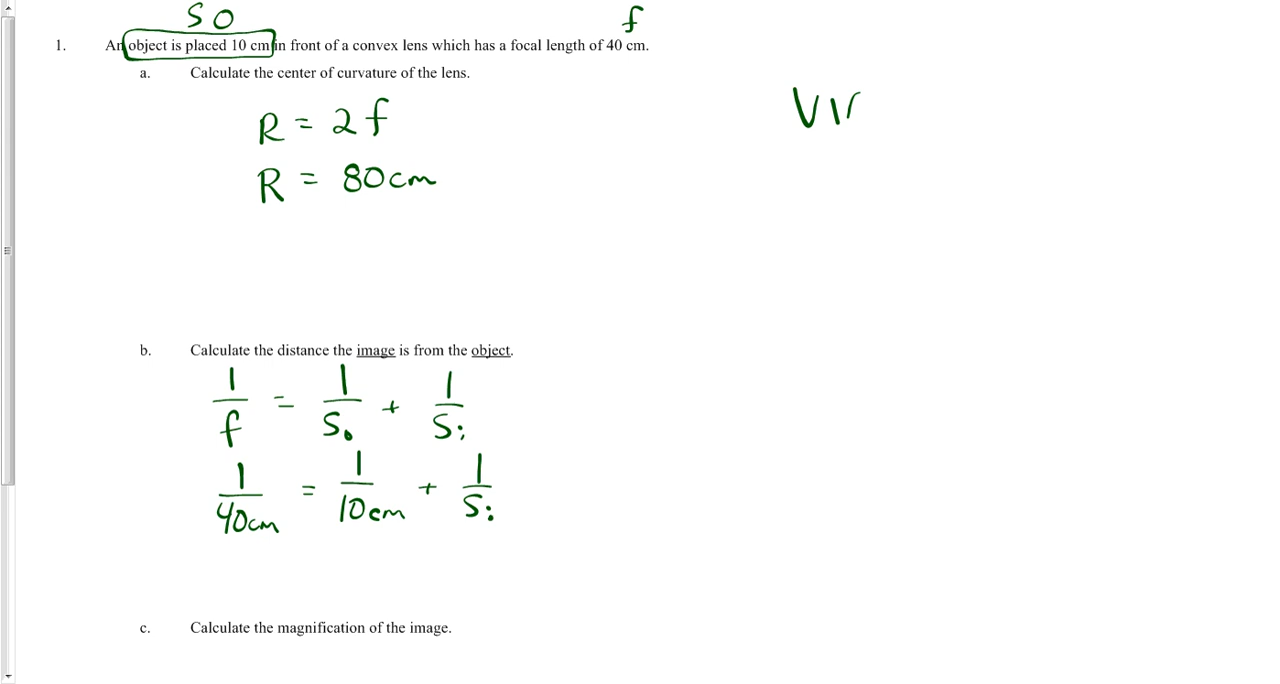 so f
1. An object is placed 10 cm in front of a convex lens which has a focal length of 40 cm.
a. Calculate the center of curvature of the lens.
R = 2f
R = 80cm
Vir
b. Calculate the distance the image is from the object.
1/f = 1/So + 1/Si
1/40cm = 1/10cm + 1/Si
c. Calculate the magnification of the image.